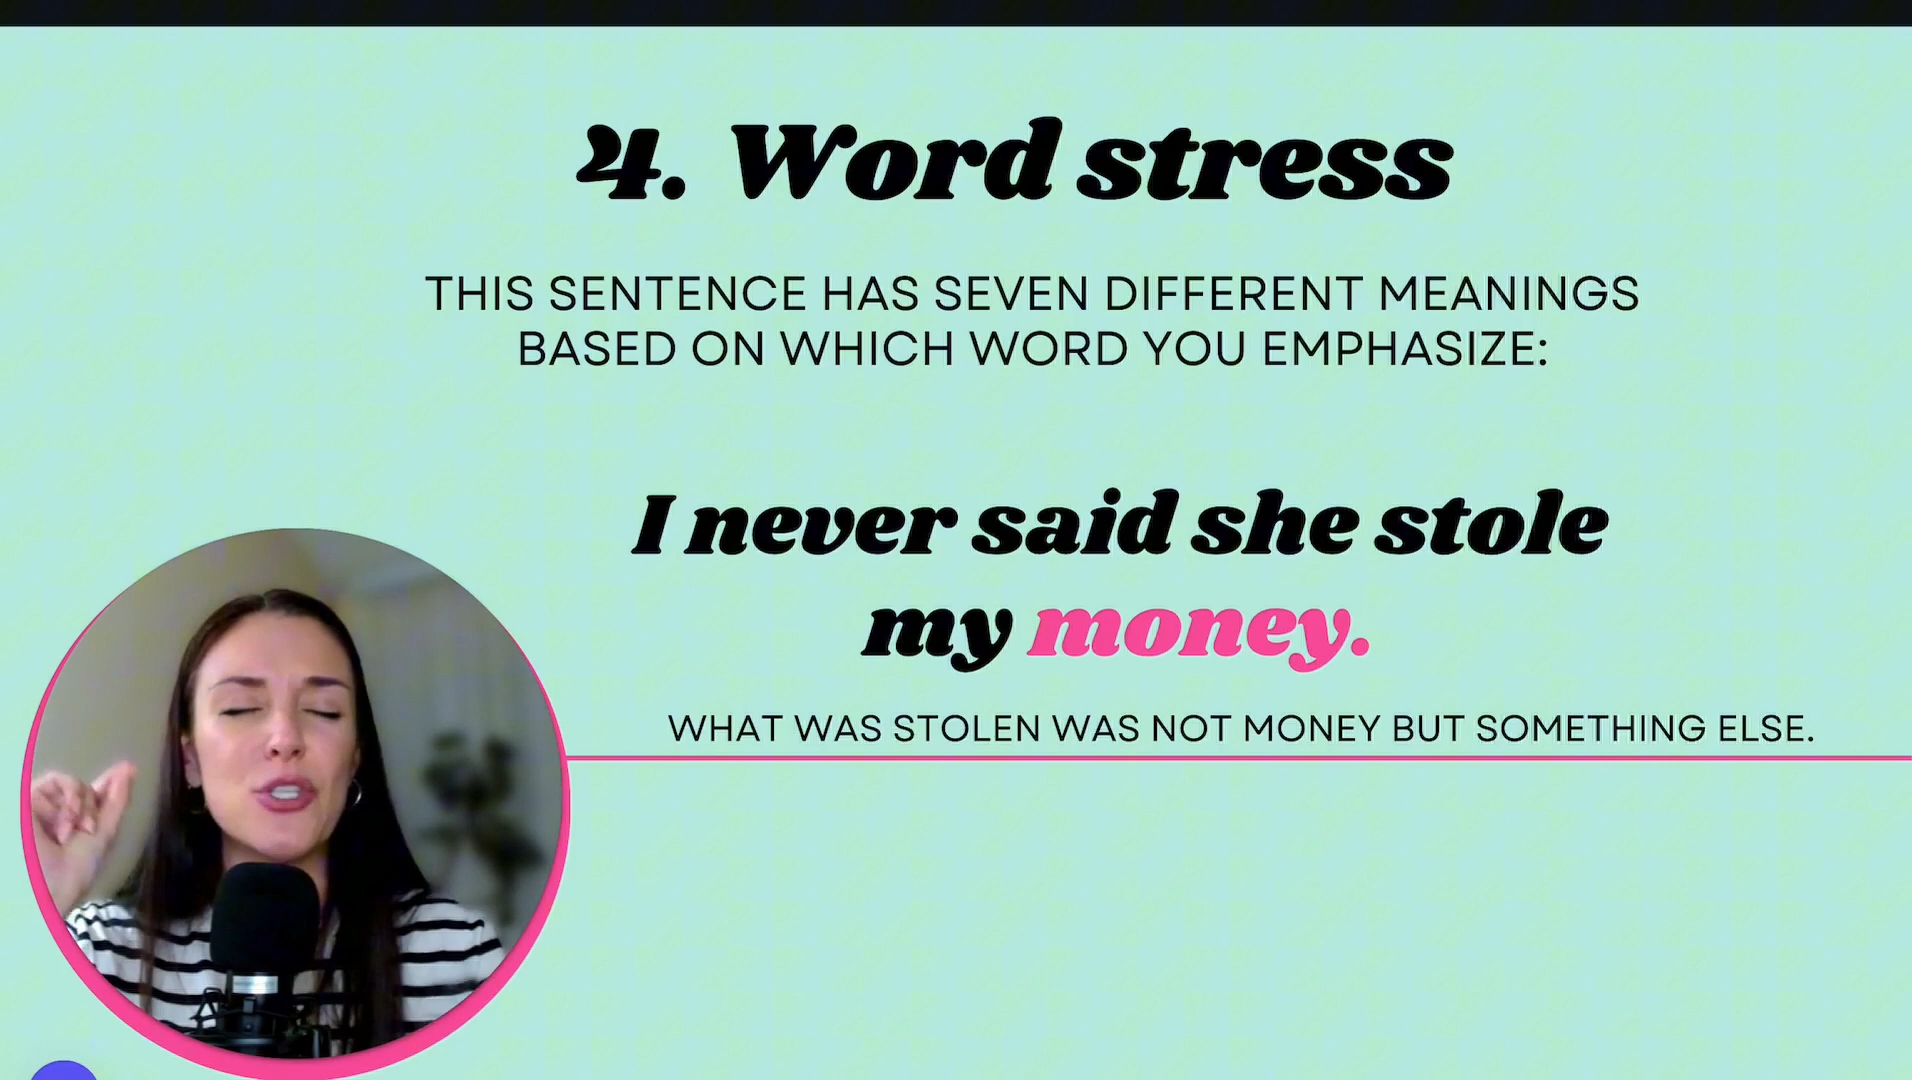 4. Word stress
THIS SENTENCE HAS SEVEN DIFFERENT MEANINGS
BASED ON WHICH WORD YOU EMPHASIZE:
I never said she stole
my money.
WHAT WAS STOLEN WAS NOT MONEY BUT SOMETHING ELSE.